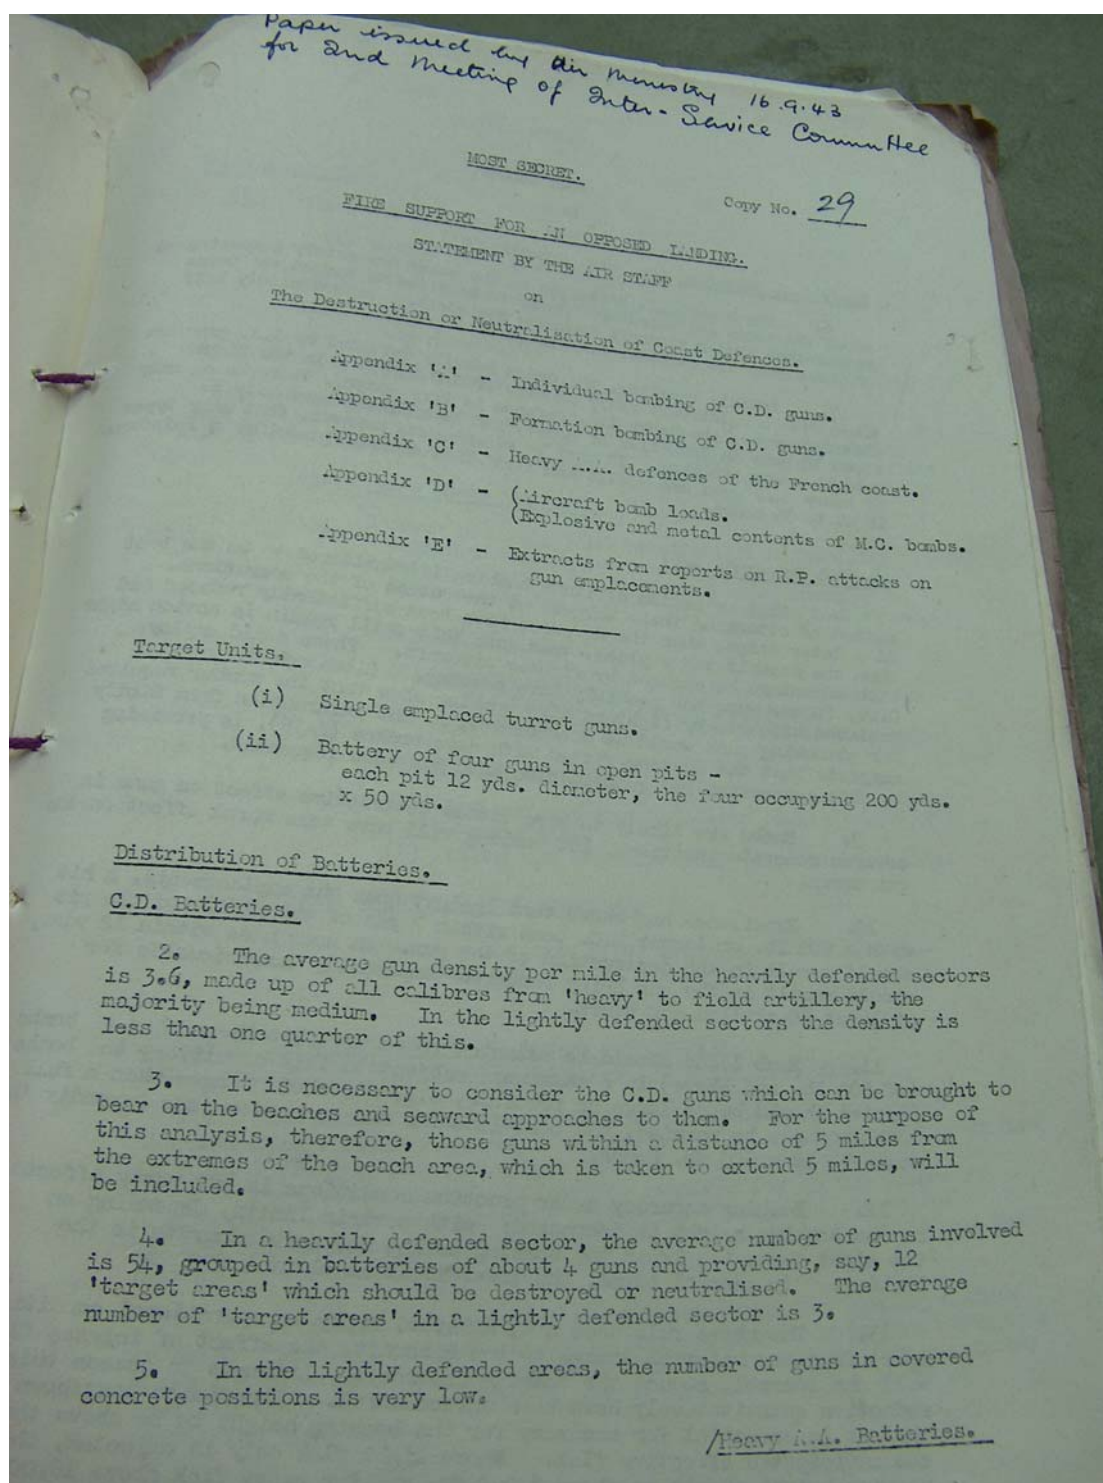 Paper issued by Air Ministry 16.9.43
for 2nd Meeting of Inter-Service Committee
MOST SECRET.
Copy No. 29
FIRE SUPPORT FOR AN OPPOSED LANDING.
STATEMENT BY THE AIR STAFF
on
The Destruction or Neutralisation of Coast Defences.
Appendix 'A' - Individual bombing of C.D. guns.
Appendix 'B' - Formation bombing of C.D. guns.
Appendix 'C' - Heavy A.A. defences of the French coast.
Appendix 'D' - (Aircraft bomb loads.
(Explosive and metal contents of M.C. bombs.
Appendix 'E' - Extracts from reports on R.P. attacks on
gun emplacements.
Target Units.
(i) Single emplaced turret guns.
(ii) Battery of four guns in open pits -
each pit 12 yds. diameter, the four occupying 200 yds.
x 50 yds.
Distribution of Batteries.
C.D. Batteries.
2. The average gun density per mile in the heavily defended sectors
is 3.6, made up of all calibres from 'heavy' to field artillery, the
majority being medium. In the lightly defended sectors the density is
less than one quarter of this.
3. It is necessary to consider the C.D. guns which can be brought to
bear on the beaches and seaward approaches to them. For the purpose of
this analysis, therefore, those guns within a distance of 5 miles from
the extremes of the beach area, which is taken to extend 5 miles, will
be included.
4. In a heavily defended sector, the average number of guns involved
is 54, grouped in batteries of about 4 guns and providing, say, 12
'target areas' which should be destroyed or neutralised. The average
number of 'target areas' in a lightly defended sector is 3.
5. In the lightly defended areas, the number of guns in covered
concrete positions is very low.
/Heavy A.A. Batteries.